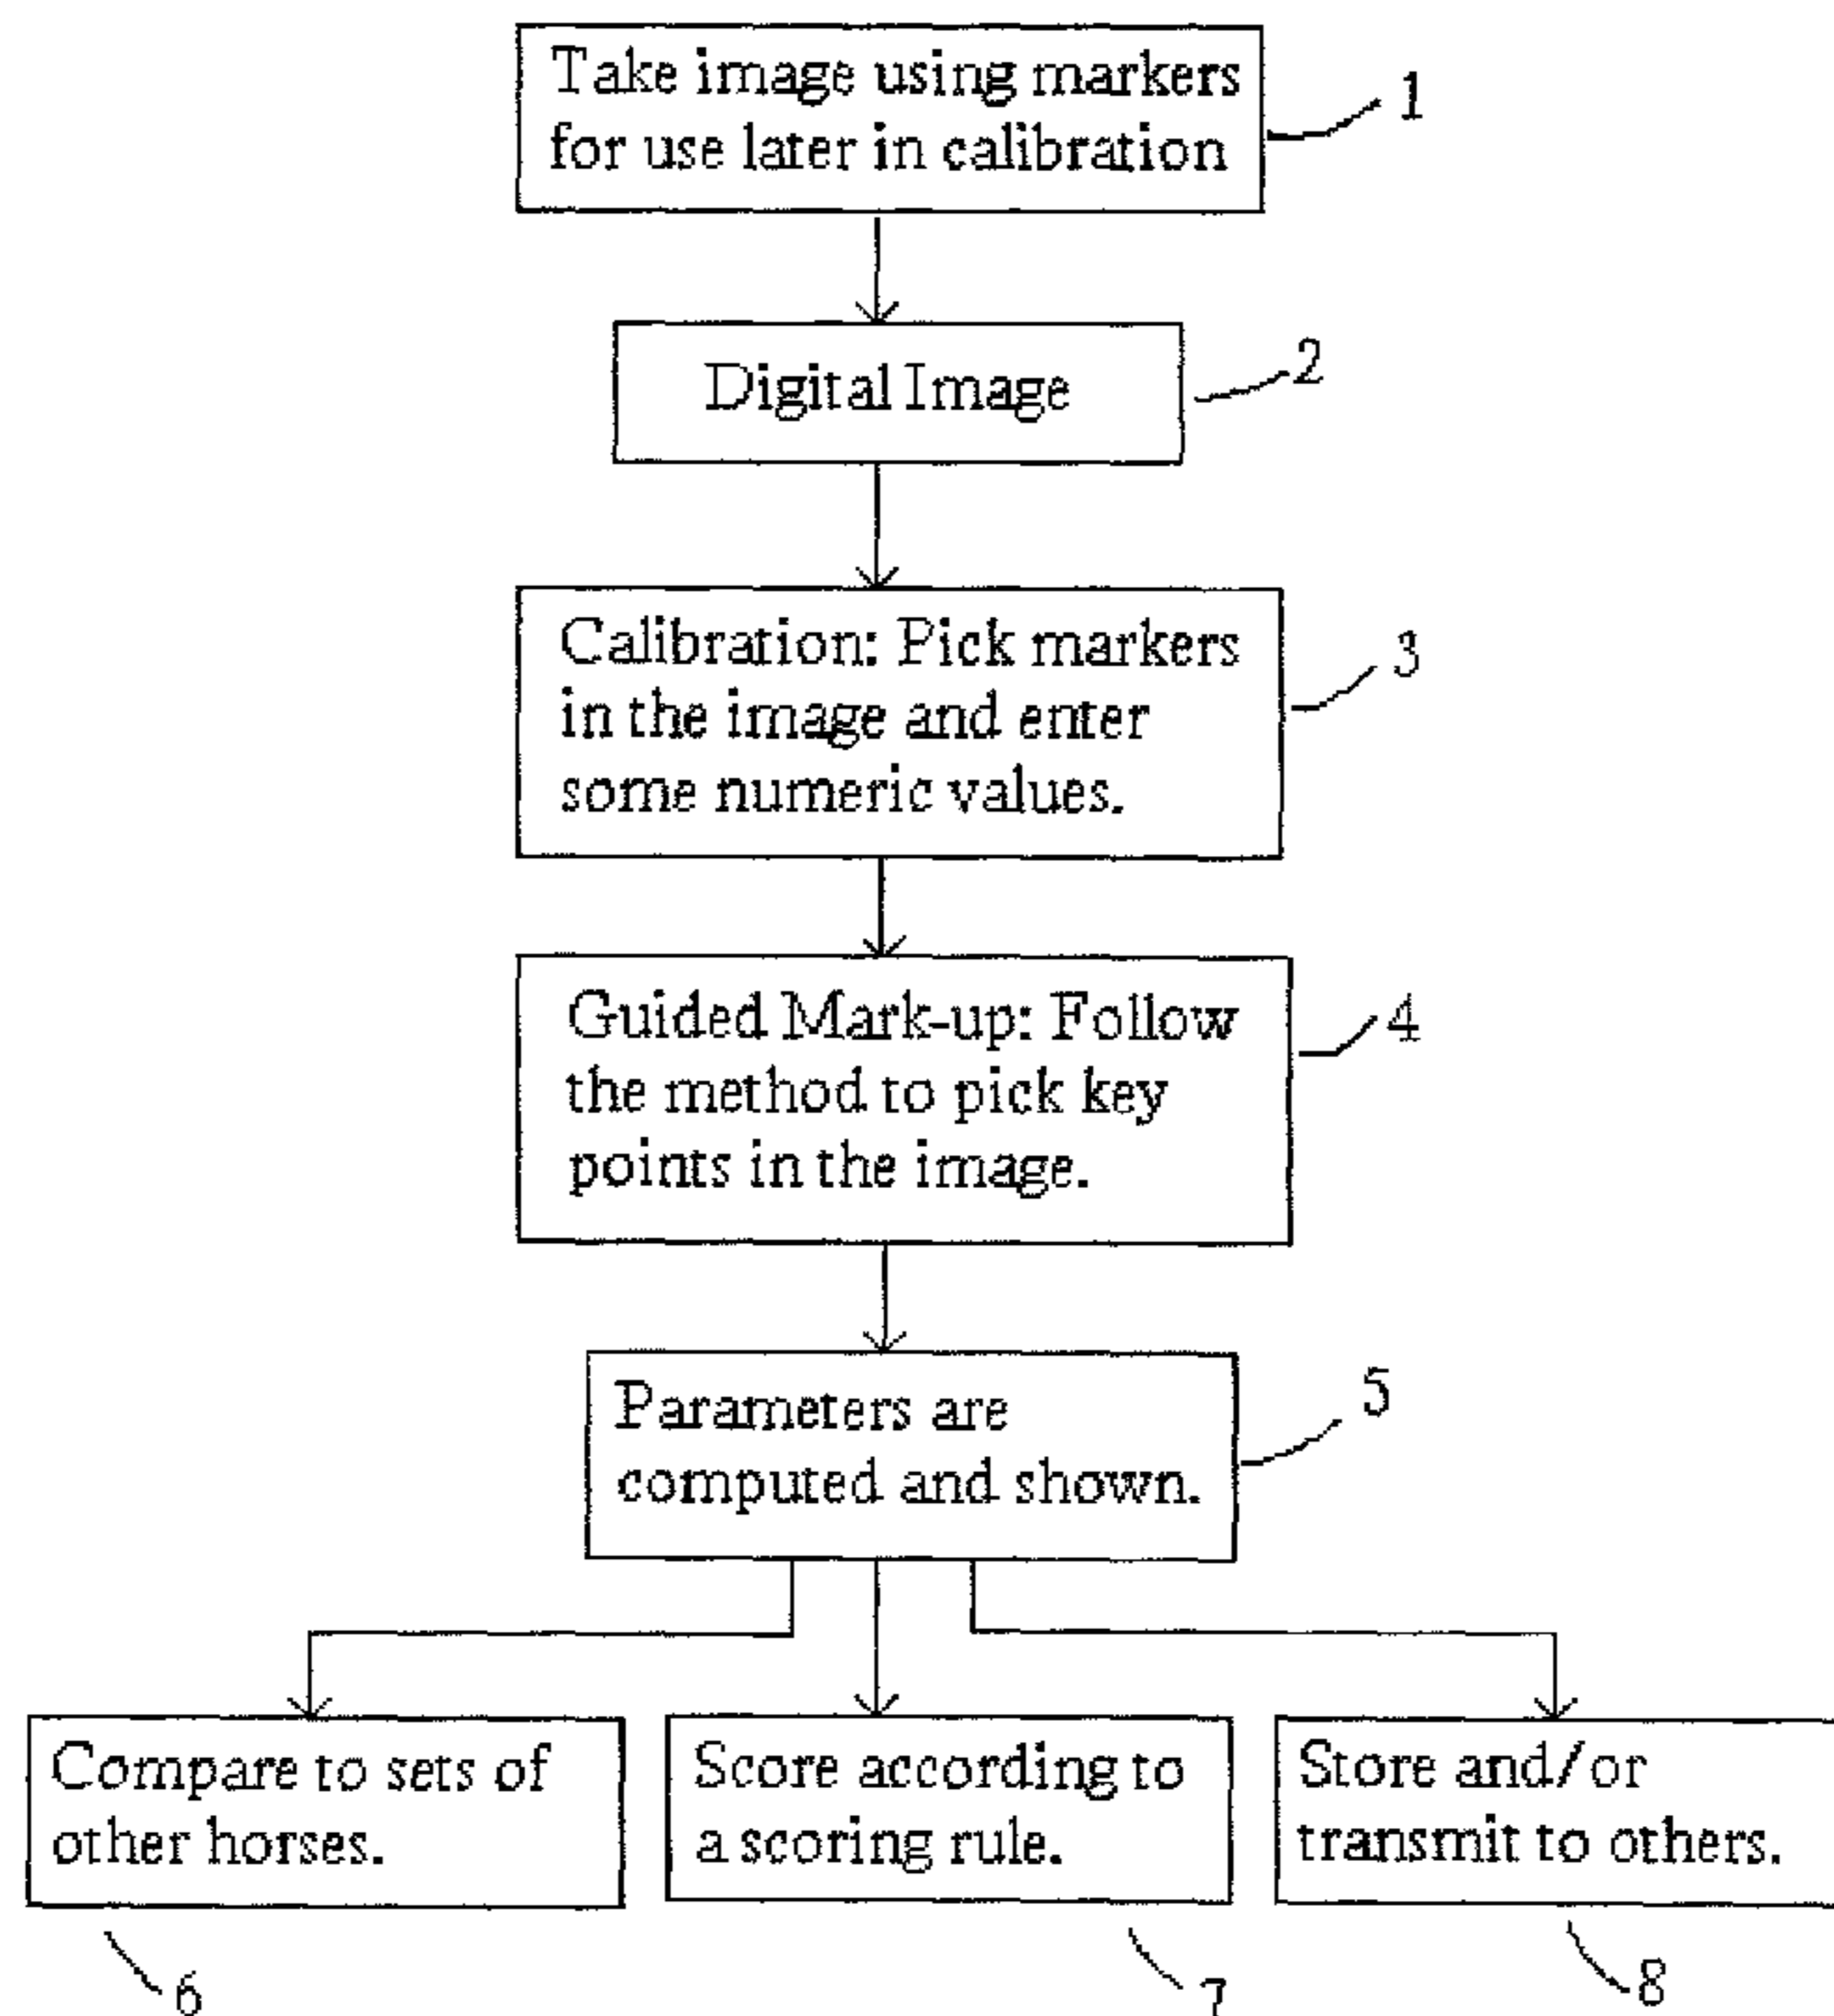 Take image using markers
for use later in calibration
1
Digital Image
2
Calibration: Pick markers
in the image and enter
some numeric values.
3
Guided Mark-up: Follow
the method to pick key
points in the image.
4
Parameters are
computed and shown.
5
Compare to sets of
other horses.
Score according to
a scoring rule.
Store and/or
transmit to others.
6
7
8